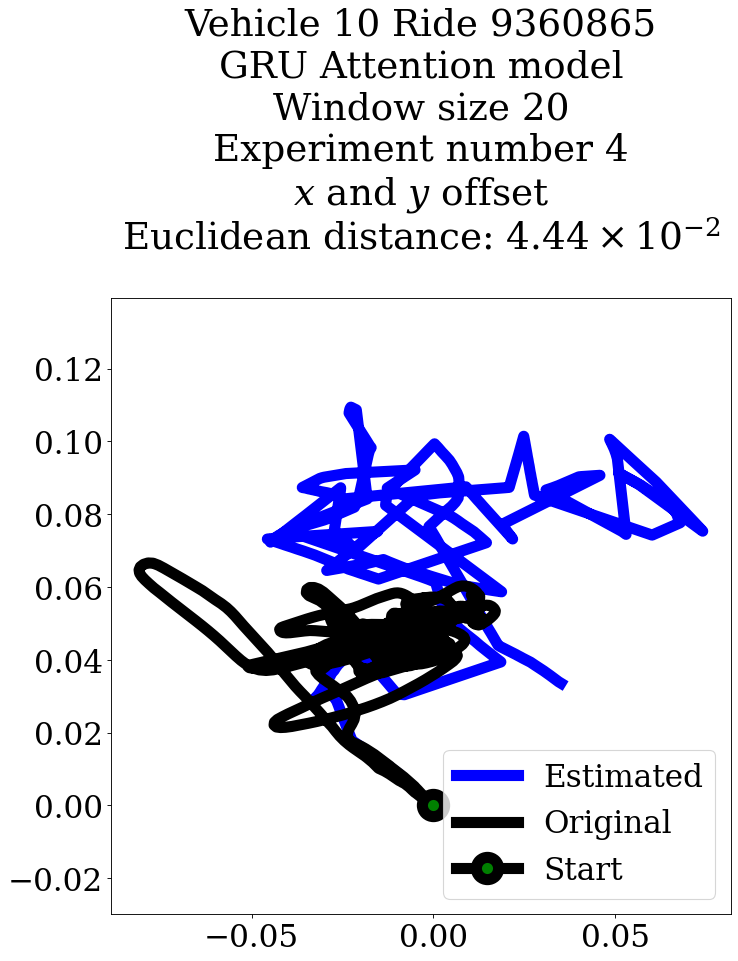 Vehicle 10 Ride 9360865
GRU Attention model
Window size 20
Experiment number 4
x and y offset
Euclidean distance: 4.44 × 10⁻²
0.12
0.10
0.08
0.06
0.04
0.02
0.00
−0.02
Estimated
Original
Start
−0.05 0.00 0.05